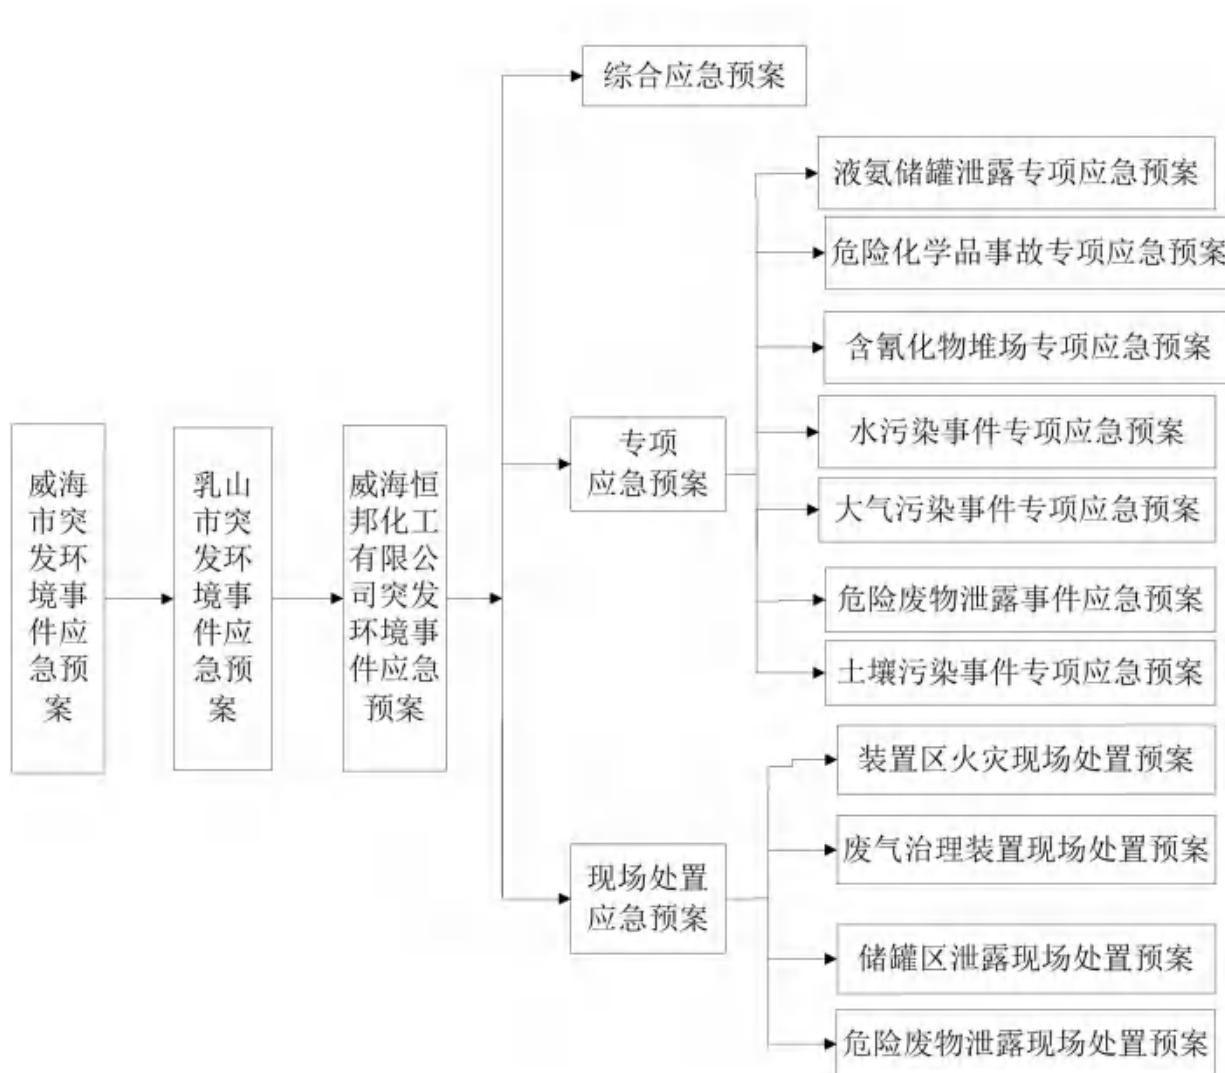 综合应急预案
液氨储罐泄露专项应急预案
危险化学品事故专项应急预案
含氰化物堆场专项应急预案
水污染事件专项应急预案
大气污染事件专项应急预案
危险废物泄露事件应急预案
土壤污染事件专项应急预案
威海
市突
发环
境事
件应
急预
案
乳山
市突
发环
境事
件应
急预
案
威海恒
邦化工
有限公
司突发
环境事
件应急
预案
专项
应急预案
现场处置
应急预案
装置区火灾现场处置预案
废气治理装置现场处置预案
储罐区泄露现场处置预案
危险废物泄露现场处置预案